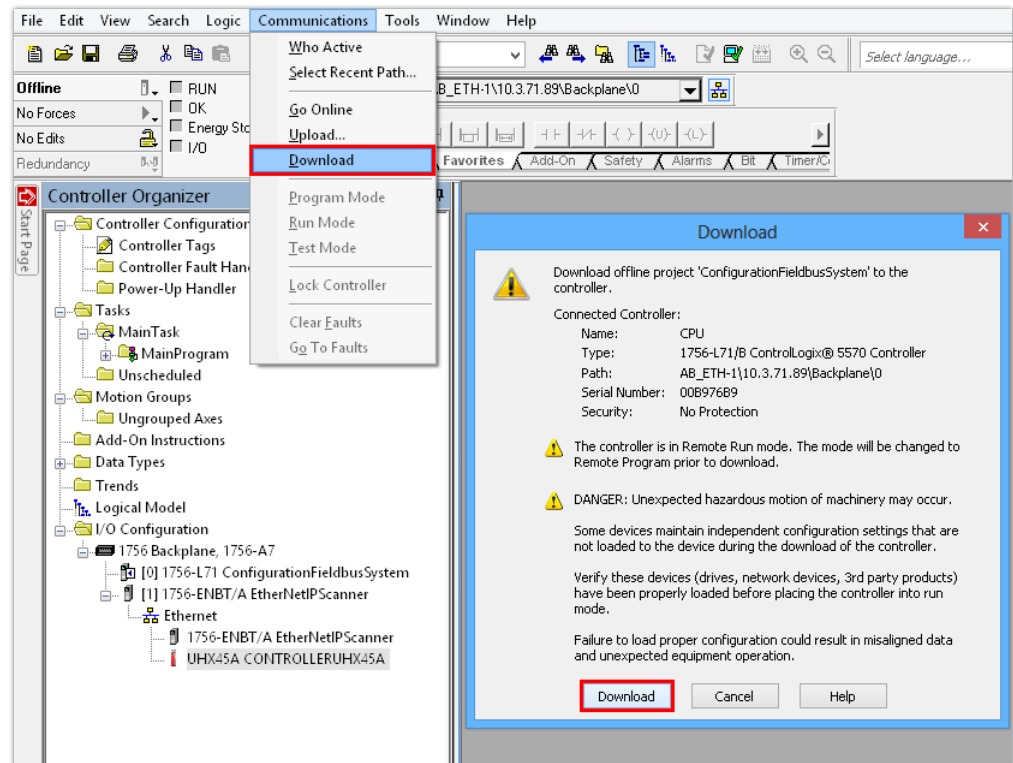 File Edit View Search Logic Communications Tools Window Help
Who Active
Select Recent Path...
Go Online
Upload...
Download
Program Mode
Run Mode
Test Mode
Lock Controller
Clear Faults
Go To Faults
Select language...
Offline
RUN
No Forces
OK
No Edits
Energy Sto
Redundancy
I/O
B_ETH-1\10.3.71.89\Backplane\0
Favorites Add-On Safety Alarms Bit Timer/C
Start Page
Controller Organizer
Controller Configuration
Controller Tags
Controller Fault Han
Power-Up Handler
Tasks
MainTask
MainProgram
Unscheduled
Motion Groups
Ungrouped Axes
Add-On Instructions
Data Types
Trends
Logical Model
I/O Configuration
1756 Backplane, 1756-A7
[0] 1756-L71 ConfigurationFieldbusSystem
[1] 1756-ENBT/A EtherNetIPScanner
Ethernet
1756-ENBT/A EtherNetIPScanner
UHX45A CONTROLLERUHX45A
Download
Download offline project 'ConfigurationFieldbusSystem' to the
controller.
Connected Controller:
Name: CPU
Type: 1756-L71/B ControlLogix® 5570 Controller
Path: AB_ETH-1\10.3.71.89\Backplane\0
Serial Number: 00B976B9
Security: No Protection
The controller is in Remote Run mode. The mode will be changed to
Remote Program prior to download.
DANGER: Unexpected hazardous motion of machinery may occur.
Some devices maintain independent configuration settings that are
not loaded to the device during the download of the controller.
Verify these devices (drives, network devices, 3rd party products)
have been properly loaded before placing the controller into run
mode.
Failure to load proper configuration could result in misaligned data
and unexpected equipment operation.
Download Cancel Help